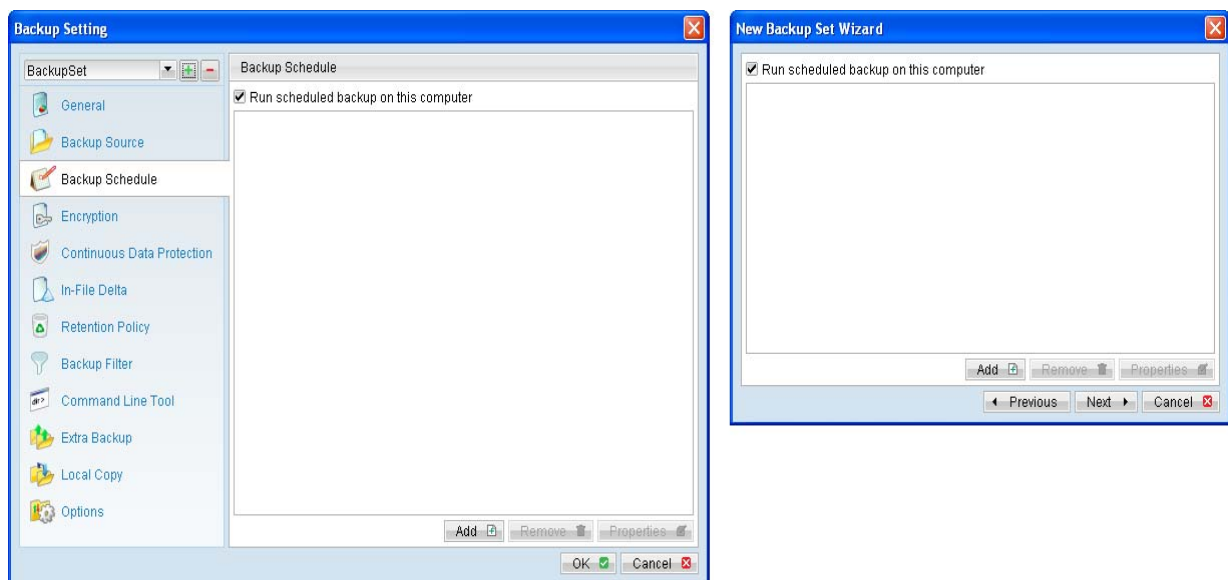 Backup Setting
BackupSet
General
Backup Source
Backup Schedule
Encryption
Continuous Data Protection
In-File Delta
Retention Policy
Backup Filter
Command Line Tool
Extra Backup
Local Copy
Options
Backup Schedule
Run scheduled backup on this computer
Add Remove Properties
OK Cancel
New Backup Set Wizard
Run scheduled backup on this computer
Add Remove Properties
Previous Next Cancel